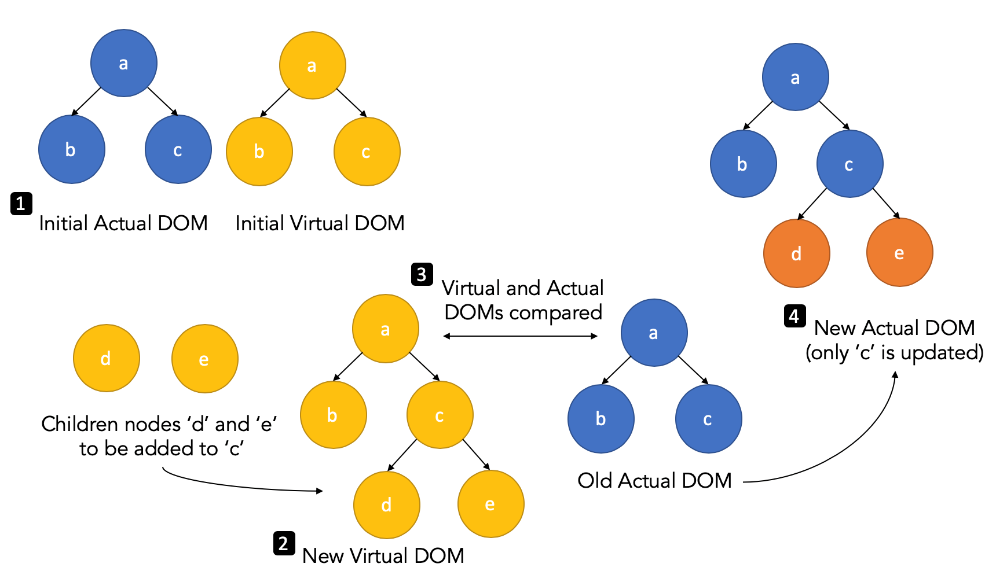 a
b
c
a
b
c
1
Initial Actual DOM
Initial Virtual DOM
d
e
Children nodes ‘d’ and ‘e’
to be added to ‘c’
a
b
c
d
e
2
New Virtual DOM
3
Virtual and Actual
DOMs compared
a
b
c
Old Actual DOM
a
b
c
d
e
4
New Actual DOM
(only ‘c’ is updated)